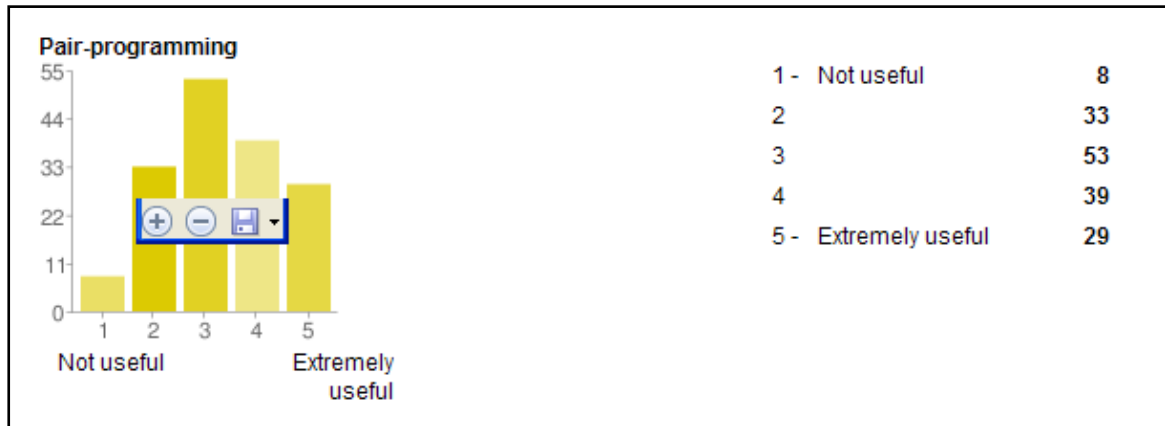 Pair-programming
55
44
33
22
11
0
1 2 3 4 5
Not useful Extremely
useful
1 - Not useful 8
2 33
3 53
4 39
5 - Extremely useful 29